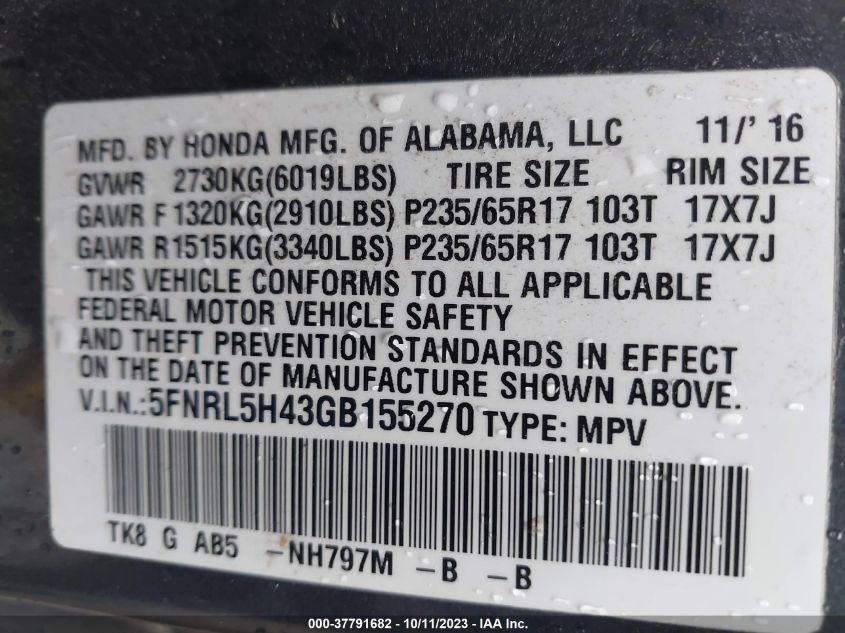 MFD. BY HONDA MFG. OF ALABAMA, LLC 11/' 16
GVWR 2730KG(6019LBS) TIRE SIZE RIM SIZE
GAWR F 1320KG(2910LBS) P235/65R17 103T 17X7J
GAWR R1515KG(3340LBS) P235/65R17 103T 17X7J
THIS VEHICLE CONFORMS TO ALL APPLICABLE
FEDERAL MOTOR VEHICLE SAFETY
AND THEFT PREVENTION STANDARDS IN EFFECT
ON THE DATE OF MANUFACTURE SHOWN ABOVE.
V.I.N.:5FNRL5H43GB155270 TYPE: MPV
TK8 G AB5 -NH797M -B -B
000-37791682 - 10/11/2023 - IAA Holdings, Inc.